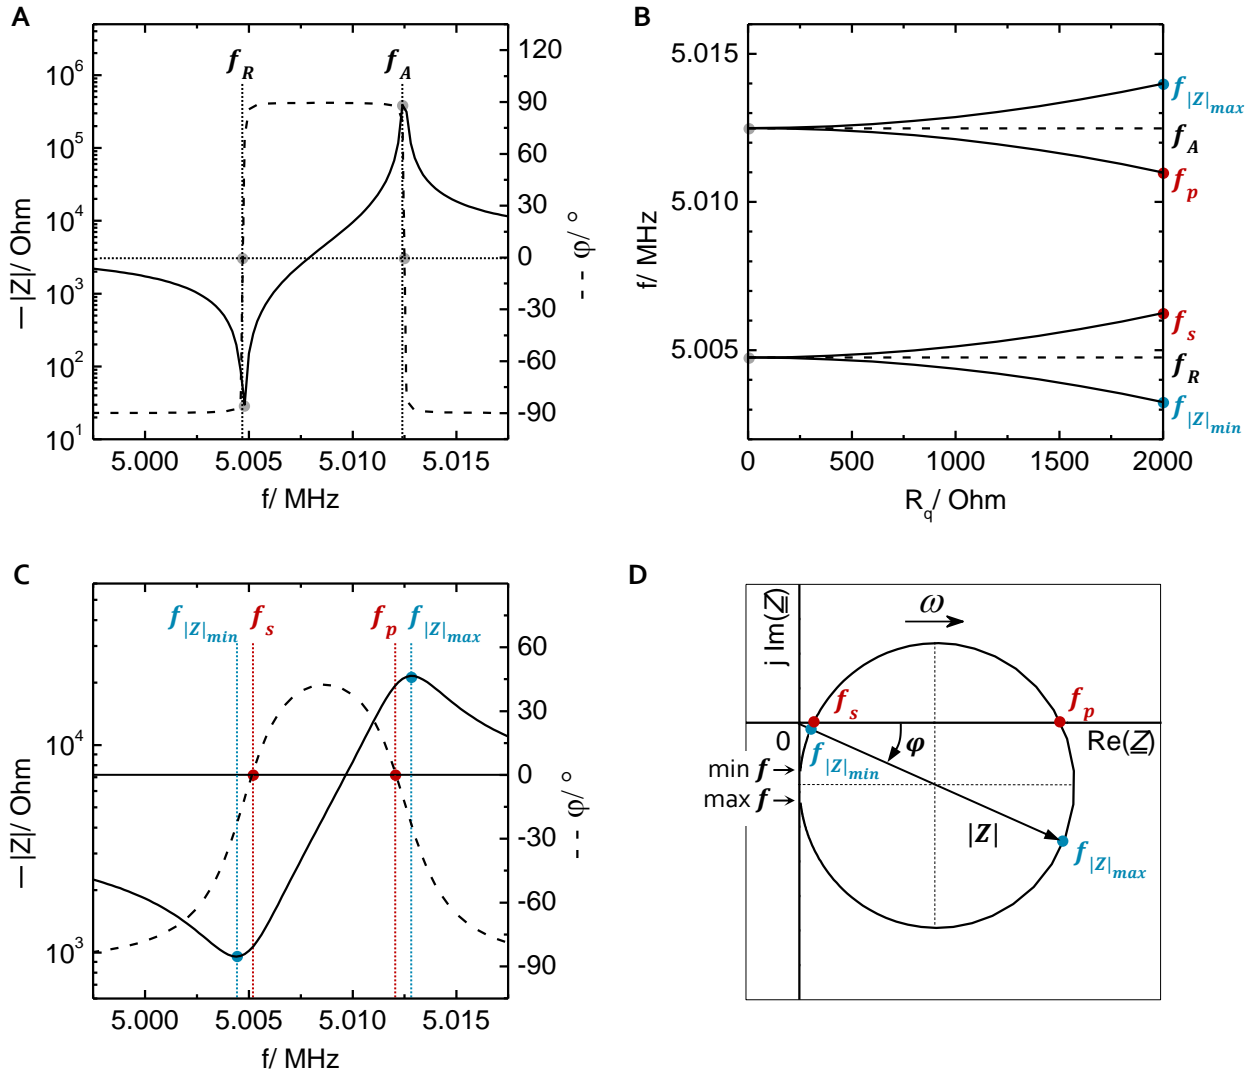 A
f_R
f_A
10^6
10^5
10^4
10^3
10^2
10^1
— |Z|/ Ohm
120
90
60
30
0
-30
-60
-90
- - φ/ °
5.000
5.005
5.010
5.015
f/ MHz
B
5.015
5.010
5.005
f/ MHz
f_|Z|max
f_A
f_p
f_s
f_R
f_|Z|min
0
500
1000
1500
2000
R_q/ Ohm
C
f_|Z|min
f_s
f_p
f_|Z|max
10^4
10^3
— |Z|/ Ohm
60
30
0
-30
-60
-90
- - φ/ °
5.000
5.005
5.010
5.015
f/ MHz
D
j Im(Z)
ω
f_s
f_p
0
φ
Re(Z)
f_|Z|min
min f →
max f →
|Z|
f_|Z|max